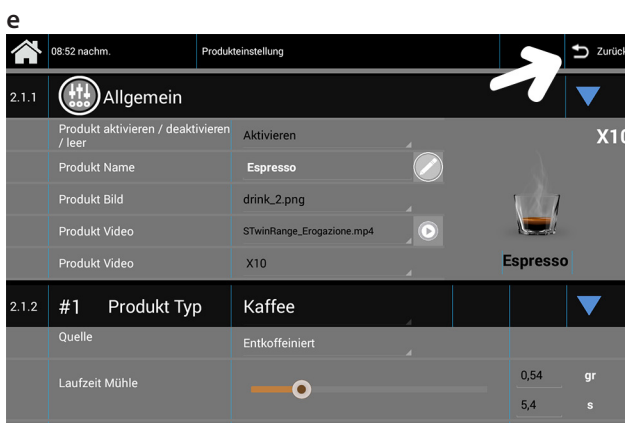 e
08:52 nachm. Produkteinstellung Zurück
2.1.1 Allgemein
Produkt aktivieren / deaktivieren / leer Aktivieren X10
Produkt Name Espresso
Produkt Bild drink_2.png
Produkt Video STwinRange_Erogazione.mp4
Produkt Video X10
Espresso
2.1.2 #1 Produkt Typ Kaffee
Quelle Entkoffeiniert
Laufzeit Mühle 0,54 gr
5,4 s